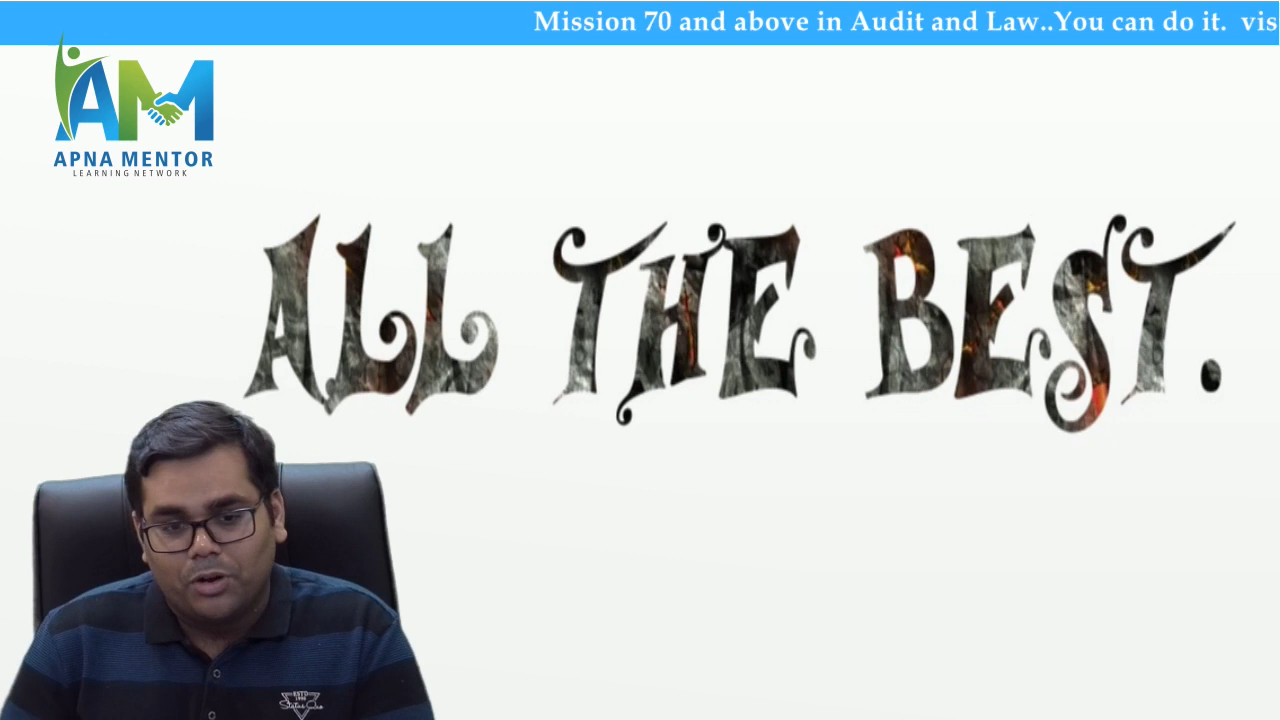 Mission 70 and above in Audit and Law..You can do it. vis
AM
APNA MENTOR
LEARNING NETWORK
ALL THE BEST.
ESTD